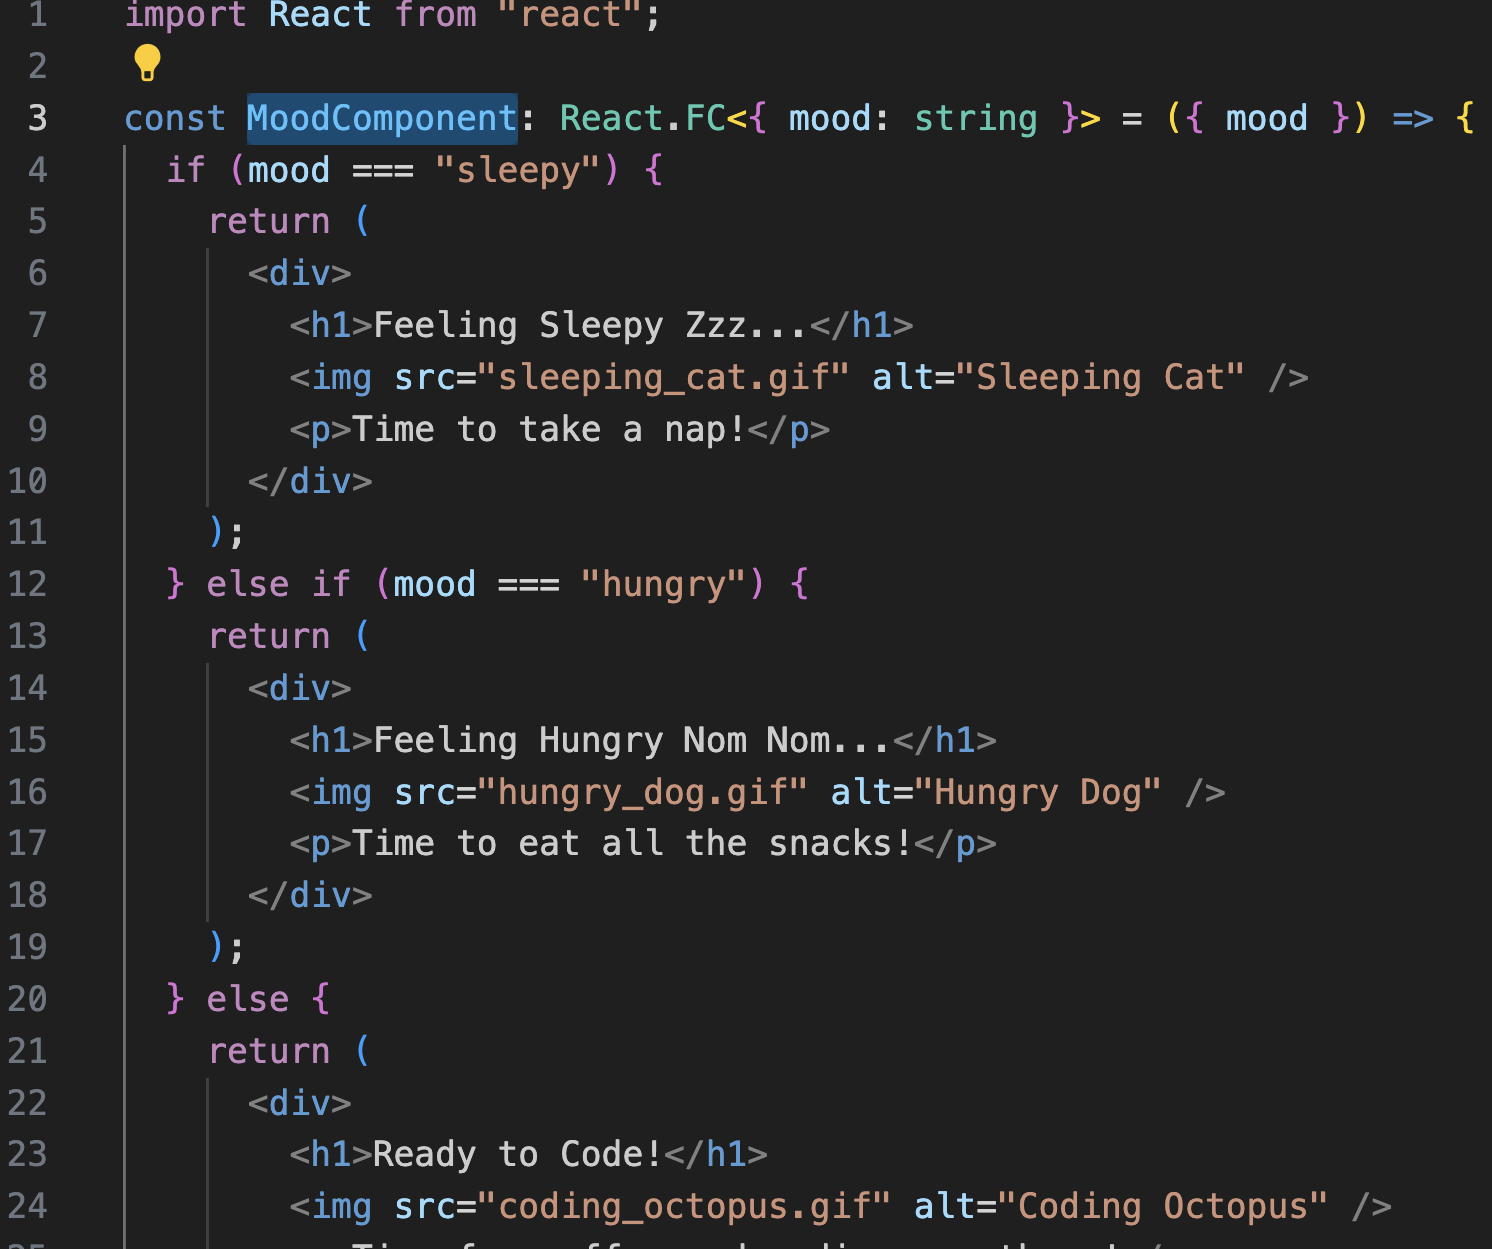 1 import React from "react";
2
3 const MoodComponent: React.FC<{ mood: string }> = ({ mood }) => {
4 if (mood === "sleepy") {
5 return (
6 <div>
7 <h1>Feeling Sleepy Zzz...</h1>
8 <img src="sleeping_cat.gif" alt="Sleeping Cat" />
9 <p>Time to take a nap!</p>
10 </div>
11 );
12 } else if (mood === "hungry") {
13 return (
14 <div>
15 <h1>Feeling Hungry Nom Nom...</h1>
16 <img src="hungry_dog.gif" alt="Hungry Dog" />
17 <p>Time to eat all the snacks!</p>
18 </div>
19 );
20 } else {
21 return (
22 <div>
23 <h1>Ready to Code!</h1>
24 <img src="coding_octopus.gif" alt="Coding Octopus" />